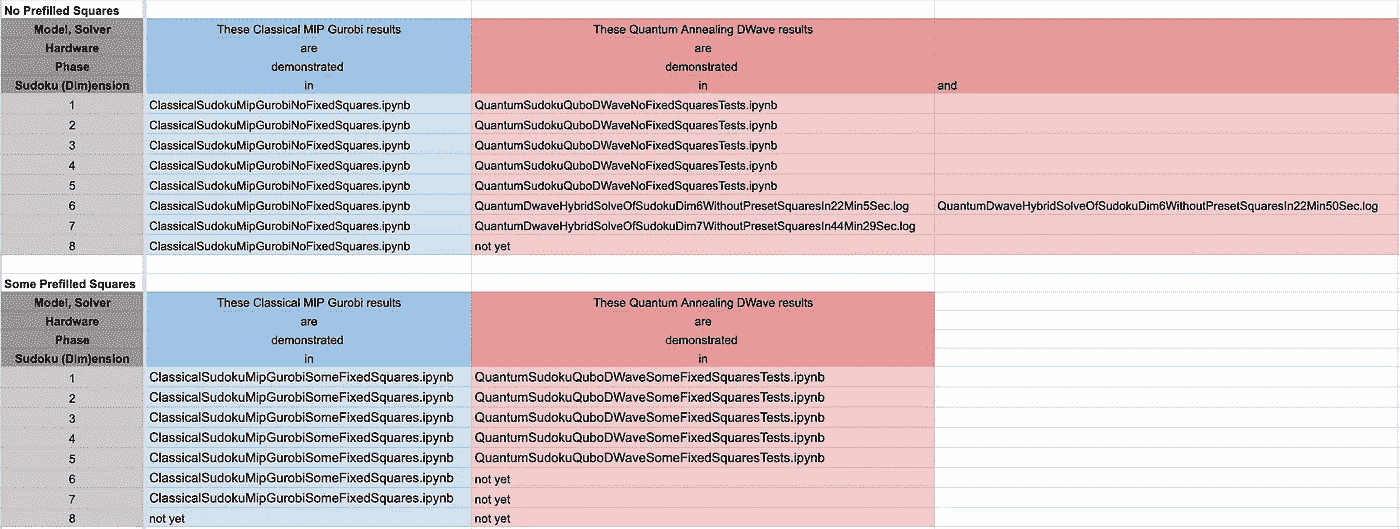 No Prefilled Squares
Model, Solver These Classical MIP Gurobi results These Quantum Annealing DWave results
Hardware are are
Phase demonstrated demonstrated
Sudoku (Dim)ension in in and
1 ClassicalSudokuMipGurobiNoFixedSquares.ipynb QuantumSudokuQuboDWaveNoFixedSquaresTests.ipynb
2 ClassicalSudokuMipGurobiNoFixedSquares.ipynb QuantumSudokuQuboDWaveNoFixedSquaresTests.ipynb
3 ClassicalSudokuMipGurobiNoFixedSquares.ipynb QuantumSudokuQuboDWaveNoFixedSquaresTests.ipynb
4 ClassicalSudokuMipGurobiNoFixedSquares.ipynb QuantumSudokuQuboDWaveNoFixedSquaresTests.ipynb
5 ClassicalSudokuMipGurobiNoFixedSquares.ipynb QuantumSudokuQuboDWaveNoFixedSquaresTests.ipynb
6 ClassicalSudokuMipGurobiNoFixedSquares.ipynb QuantumDwaveHybridSolveOfSudokuDim6WithoutPresetSquaresIn22Min5Sec.log QuantumDwaveHybridSolveOfSudokuDim6WithoutPresetSquaresIn22Min50Sec.log
7 ClassicalSudokuMipGurobiNoFixedSquares.ipynb QuantumDwaveHybridSolveOfSudokuDim7WithoutPresetSquaresIn44Min29Sec.log
8 ClassicalSudokuMipGurobiNoFixedSquares.ipynb not yet
Some Prefilled Squares
Model, Solver These Classical MIP Gurobi results These Quantum Annealing DWave results
Hardware are are
Phase demonstrated demonstrated
Sudoku (Dim)ension in in
1 ClassicalSudokuMipGurobiSomeFixedSquares.ipynb QuantumSudokuQuboDWaveSomeFixedSquaresTests.ipynb
2 ClassicalSudokuMipGurobiSomeFixedSquares.ipynb QuantumSudokuQuboDWaveSomeFixedSquaresTests.ipynb
3 ClassicalSudokuMipGurobiSomeFixedSquares.ipynb QuantumSudokuQuboDWaveSomeFixedSquaresTests.ipynb
4 ClassicalSudokuMipGurobiSomeFixedSquares.ipynb QuantumSudokuQuboDWaveSomeFixedSquaresTests.ipynb
5 ClassicalSudokuMipGurobiSomeFixedSquares.ipynb QuantumSudokuQuboDWaveSomeFixedSquaresTests.ipynb
6 ClassicalSudokuMipGurobiSomeFixedSquares.ipynb not yet
7 ClassicalSudokuMipGurobiSomeFixedSquares.ipynb not yet
8 not yet not yet